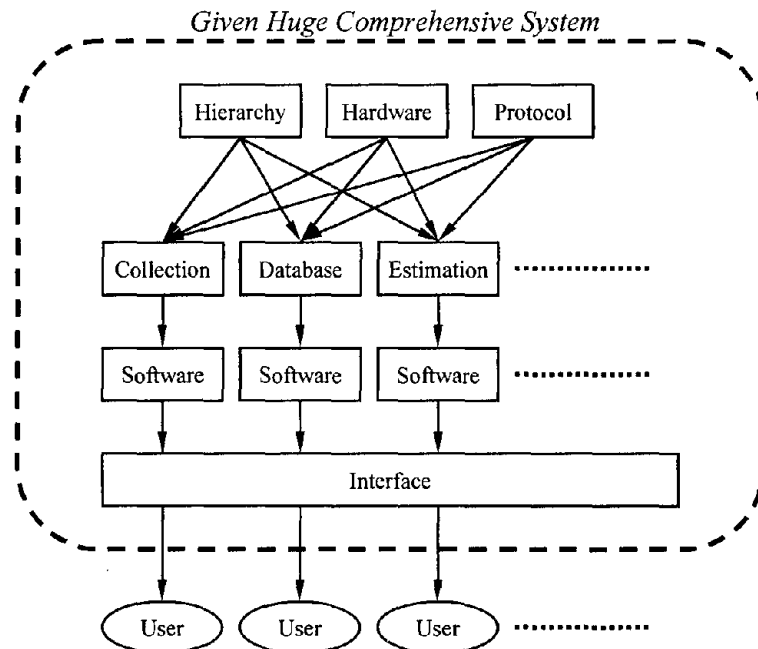 Given Huge Comprehensive System
Hierarchy Hardware Protocol
Collection Database Estimation
Software Software Software
Interface
User User User